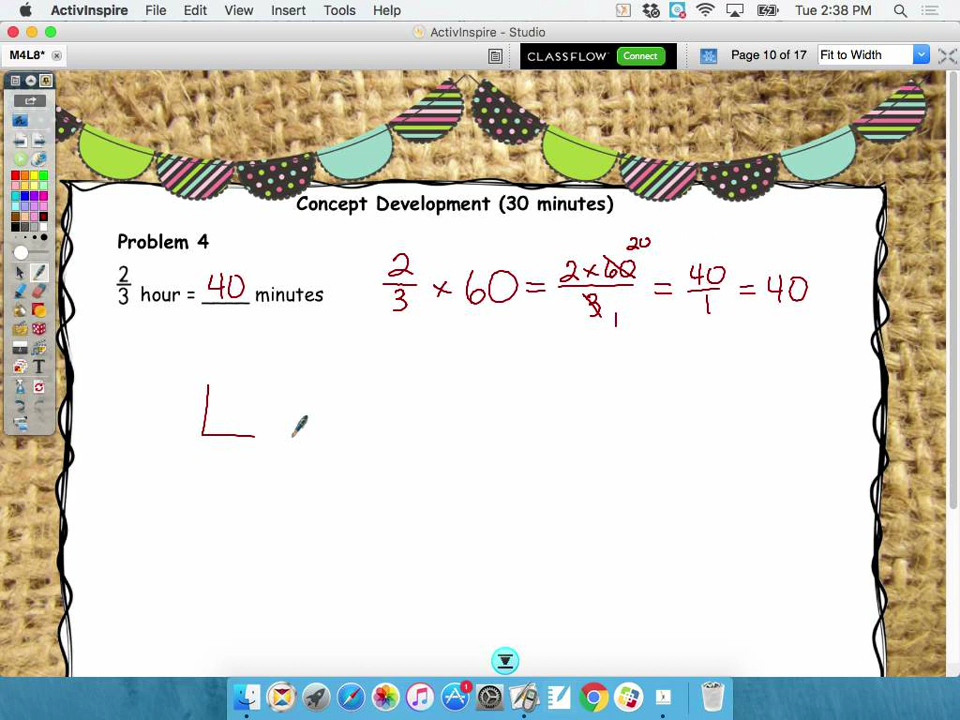 ActivInspire File Edit View Insert Tools Help Tue 2:38 PM
ActivInspire - Studio
M4L8* CLASSFLOW Connect Page 10 of 17 Fit to Width
Concept Development (30 minutes)
Problem 4
2/3 hour = 40 minutes
2/3 × 60 = 2 × 60 20 / 3 1 = 40/1 = 40
L
T
1